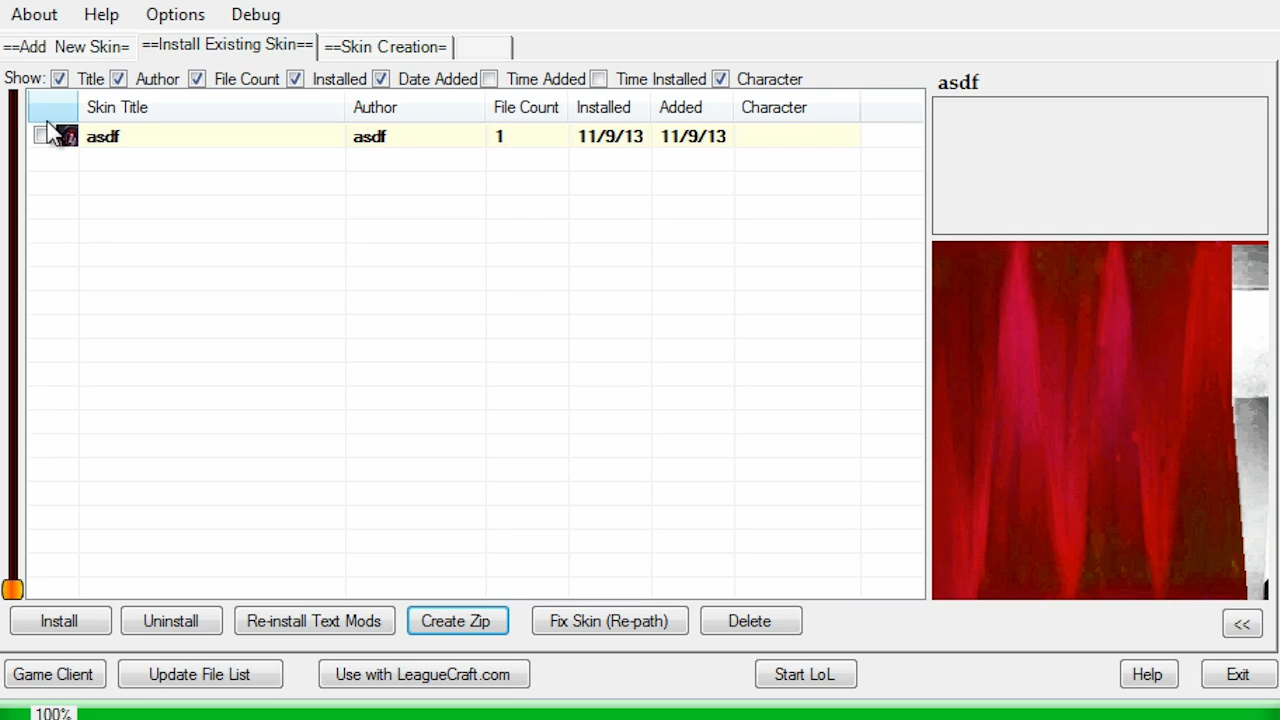 About Help Options Debug
==Add New Skin= ==Install Existing Skin== ==Skin Creation=
Show: Title Author File Count Installed Date Added Time Added Time Installed Character
asdf
Skin Title Author File Count Installed Added Character
asdf asdf 1 11/9/13 11/9/13
Install Uninstall Re-install Text Mods Create Zip Fix Skin (Re-path) Delete <<
Game Client Update File List Use with LeagueCraft.com Start LoL Help Exit
100%